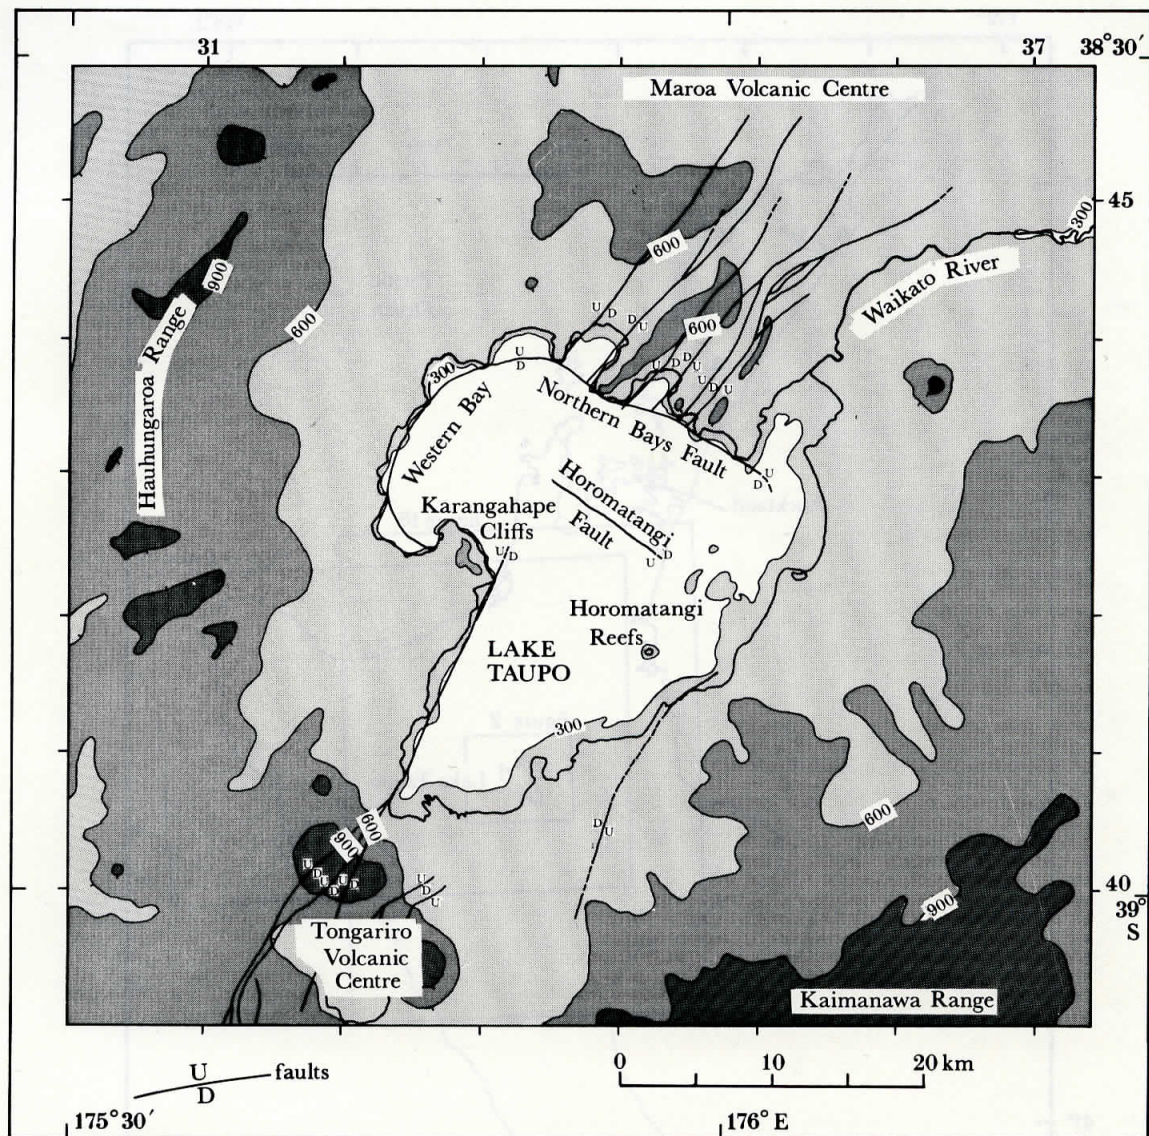 31
37
38°30′
Maroa Volcanic Centre
45
300
600
900
Waikato River
600
Hauhungaroa Range
600
U
D
D
U
U
D
300
Western Bay
Northern Bays Fault
U
D
D
U
U
D
U
U
D
Horomatangi
Fault
D
U
Karangahape
Cliffs
U
D
Horomatangi
Reefs
LAKE
TAUPO
300
600
D
U
600
900
U
D
U
D
U
D
U
D
U
900
40
39°
S
Tongariro
Volcanic
Centre
Kaimanawa Range
U
D
faults
0 10 20 km
175°30′
176° E